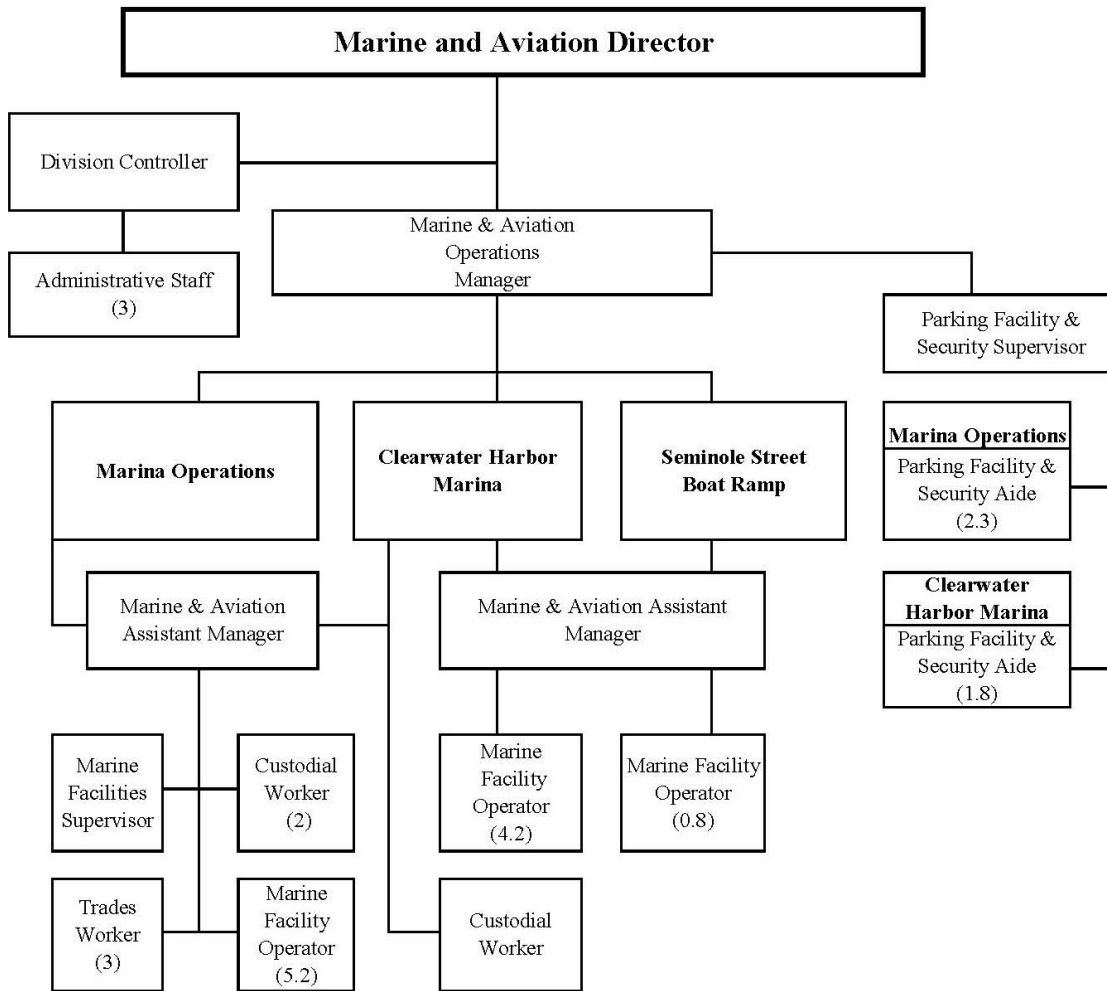 Marine and Aviation Director
Division Controller
Marine & Aviation
Operations
Manager
Administrative Staff
(3)
Parking Facility &
Security Supervisor
Marina Operations
Clearwater Harbor
Marina
Seminole Street
Boat Ramp
Marina Operations
Parking Facility &
Security Aide
(2.3)
Marine & Aviation
Assistant Manager
Marine & Aviation Assistant
Manager
Clearwater
Harbor Marina
Parking Facility &
Security Aide
(1.8)
Marine
Facilities
Supervisor
Custodial
Worker
(2)
Marine
Facility
Operator
(4.2)
Marine Facility
Operator
(0.8)
Trades
Worker
(3)
Marine
Facility
Operator
(5.2)
Custodial
Worker